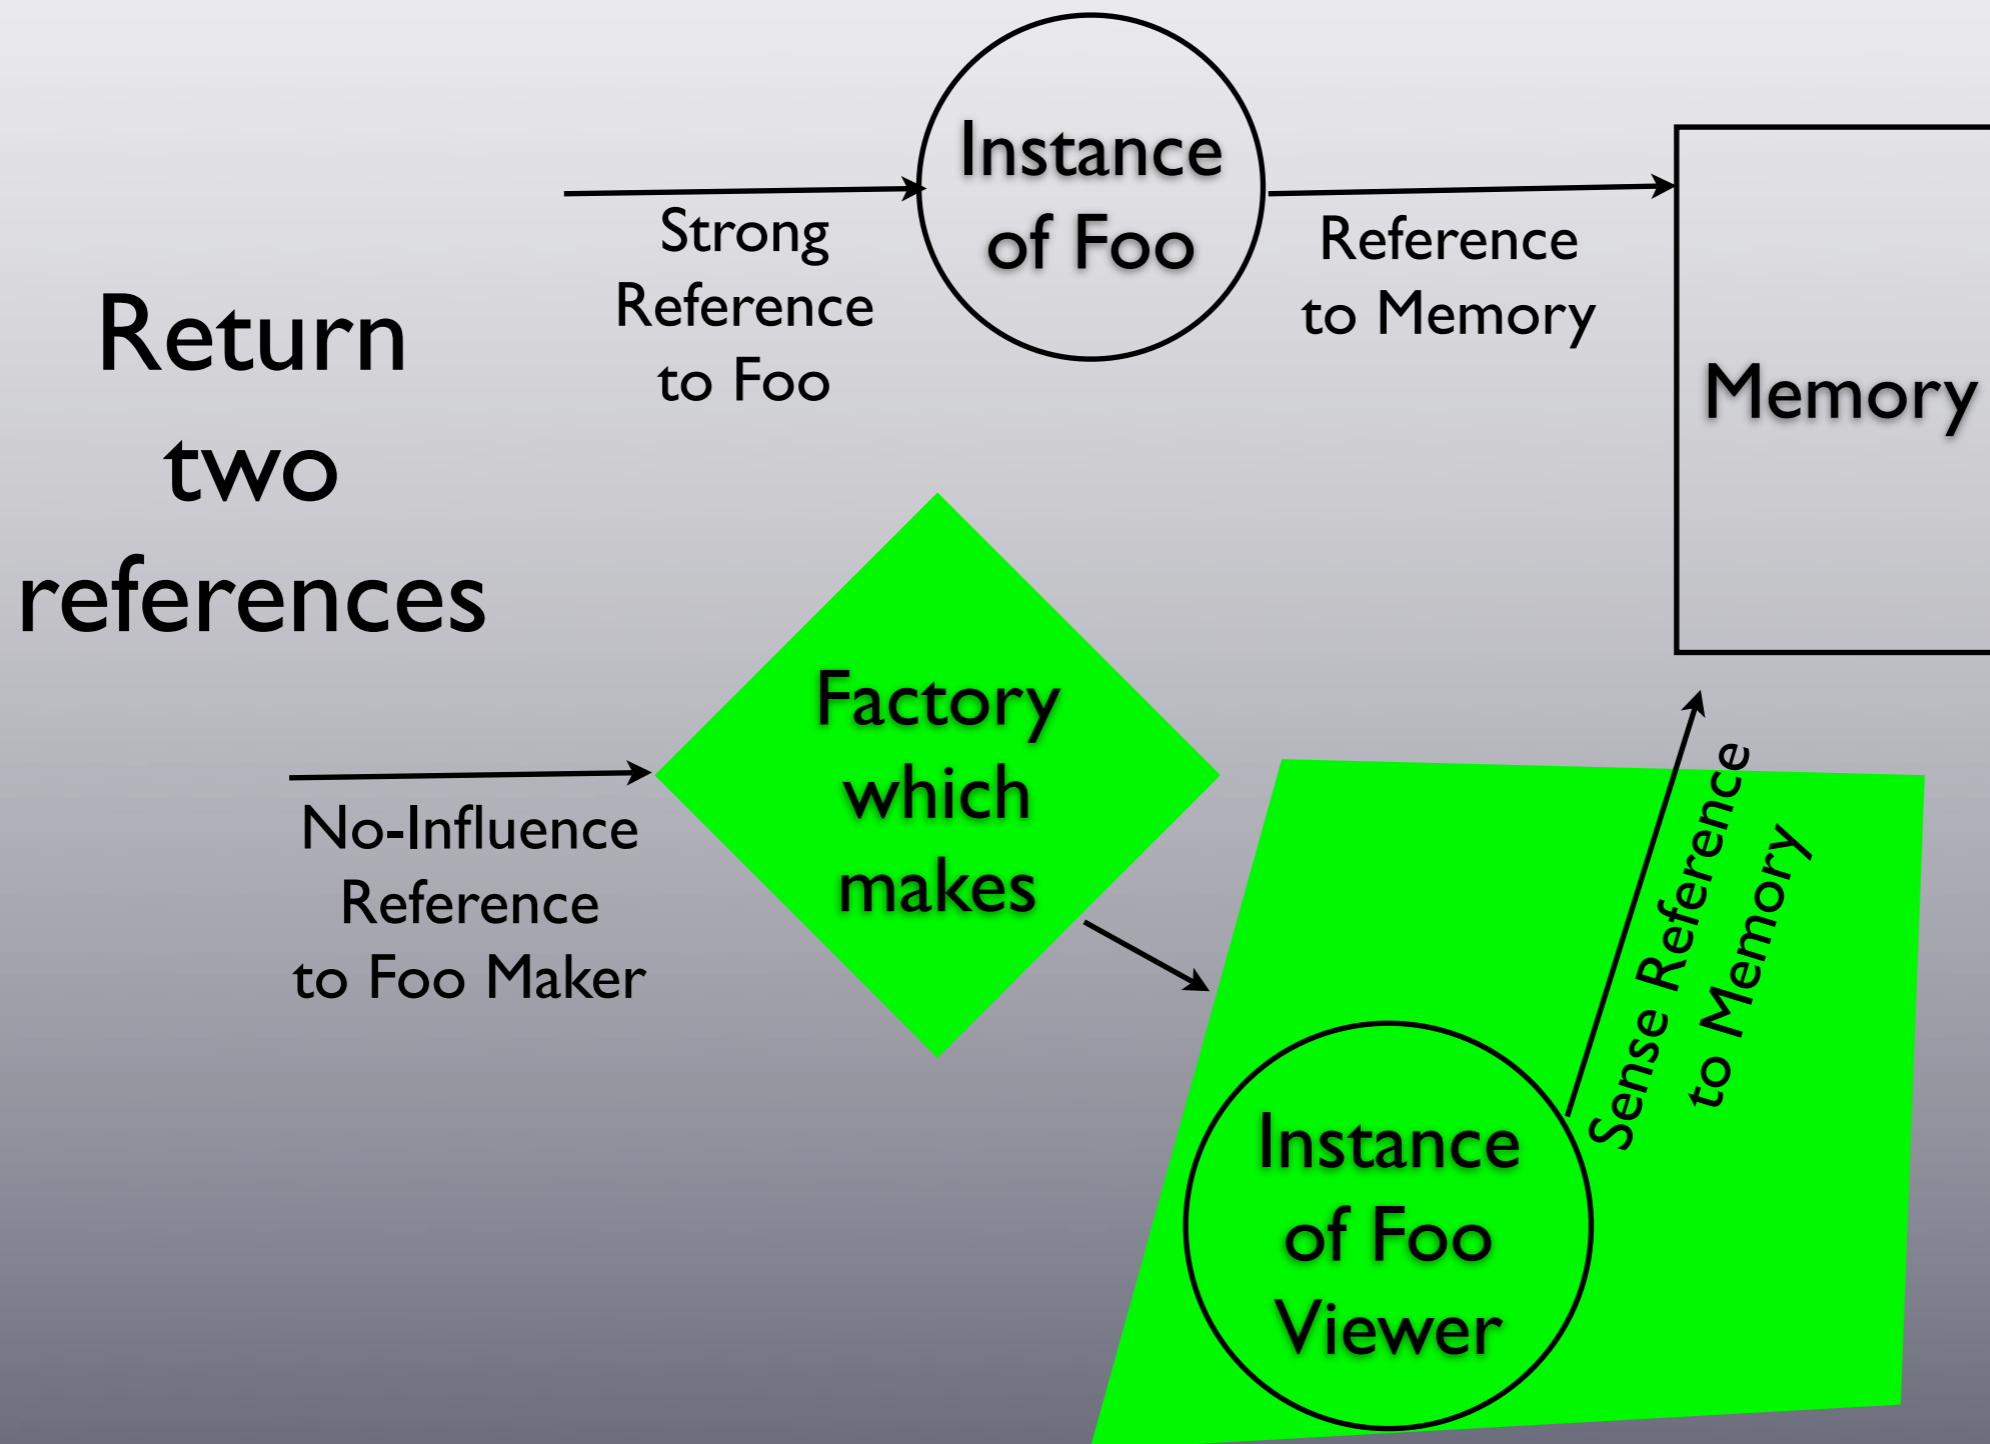 Return
two
references
Strong
Reference
to Foo
Instance
of Foo
Reference
to Memory
Memory
No-Influence
Reference
to Foo Maker
Factory
which
makes
Instance
of Foo
Viewer
Sense Reference
to Memory